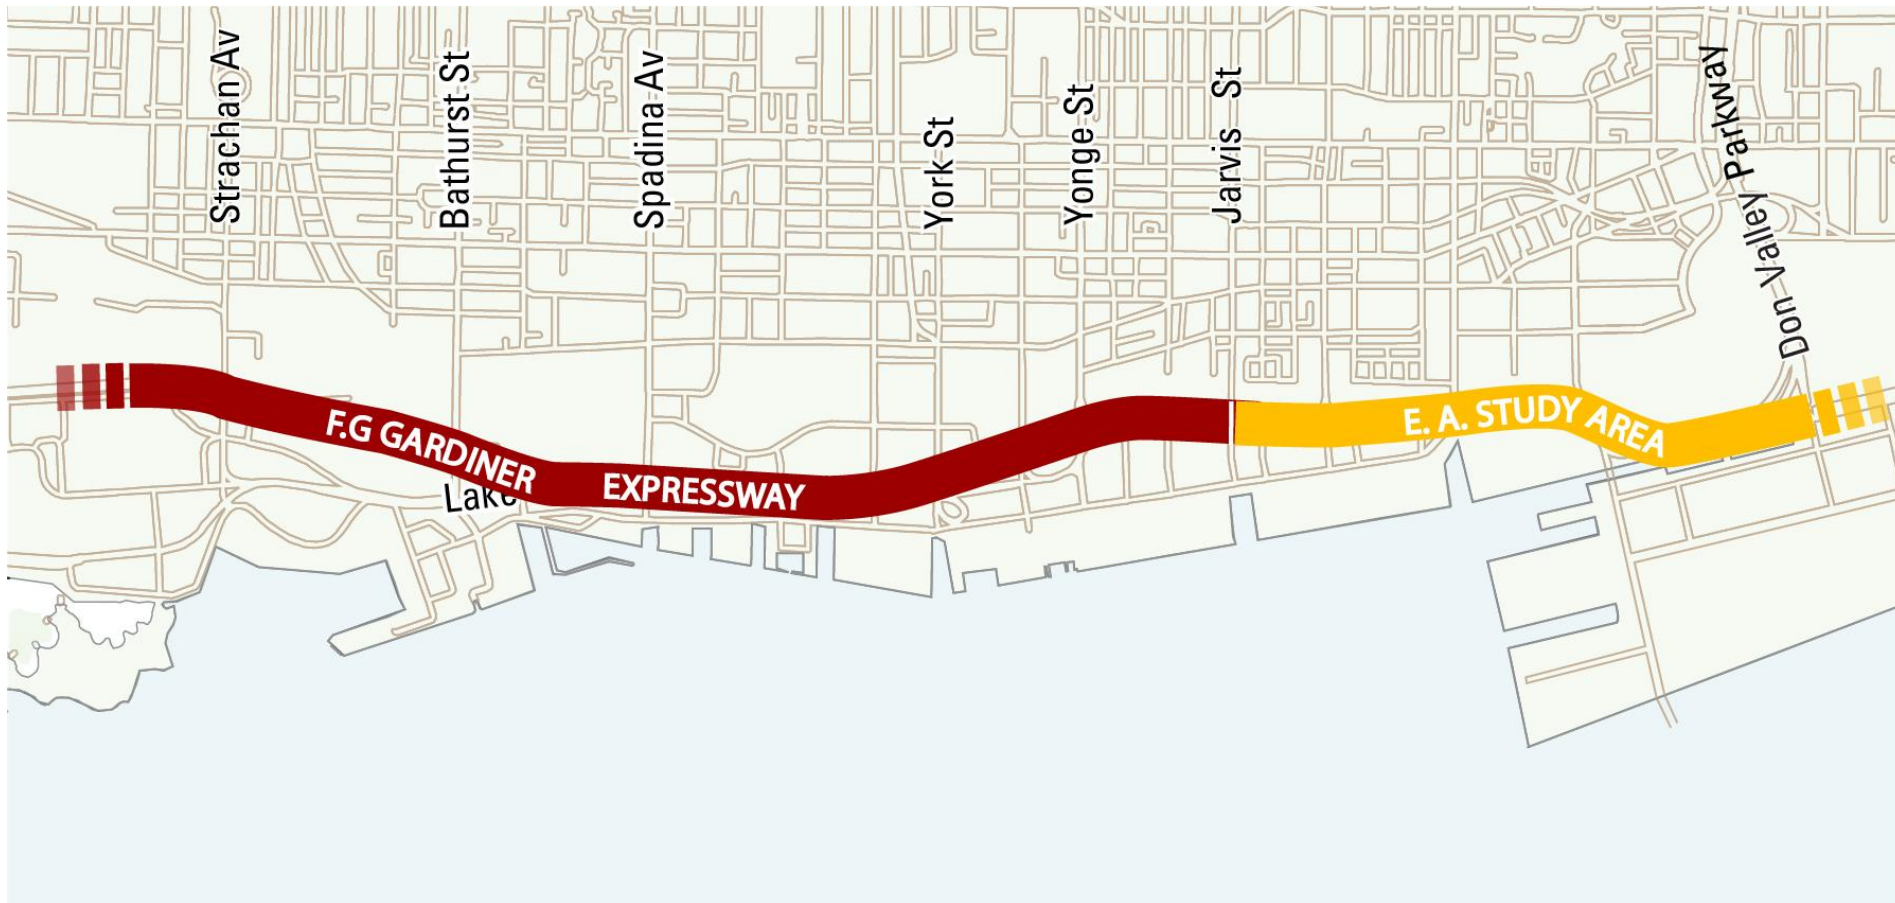 Strachan Av
Bathurst St
Spadina Av
York St
Yonge St
Jarvis St
Don Valley Parkway
F.G GARDINER
EXPRESSWAY
E. A. STUDY AREA
Lake